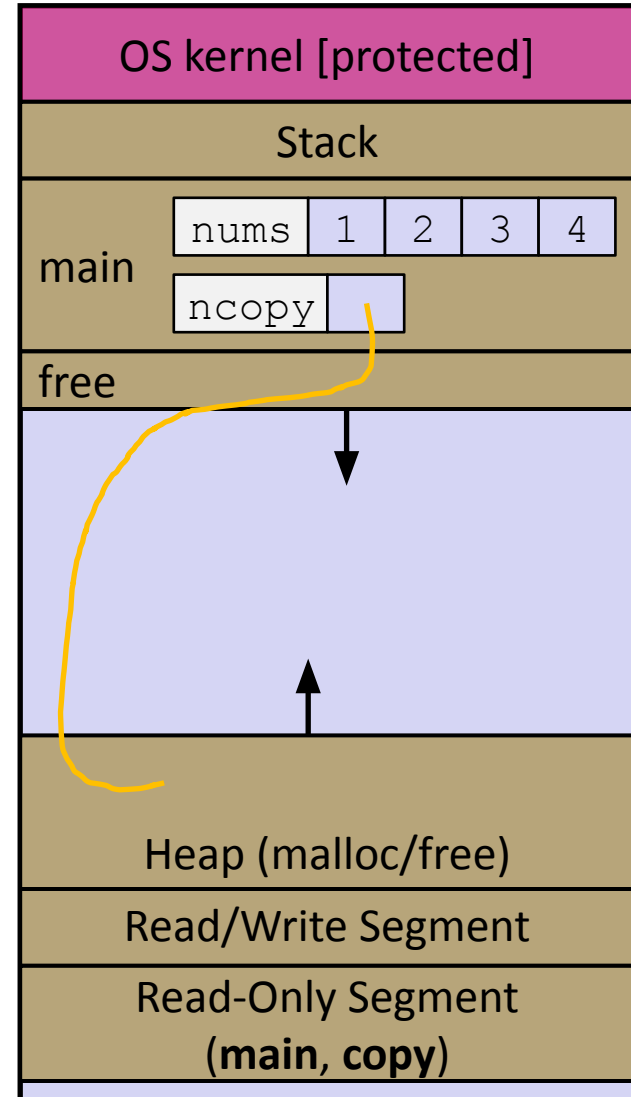 OS kernel [protected]
Stack
main
nums 1 2 3 4
ncopy
free
Heap (malloc/free)
Read/Write Segment
Read-Only Segment
(main, copy)